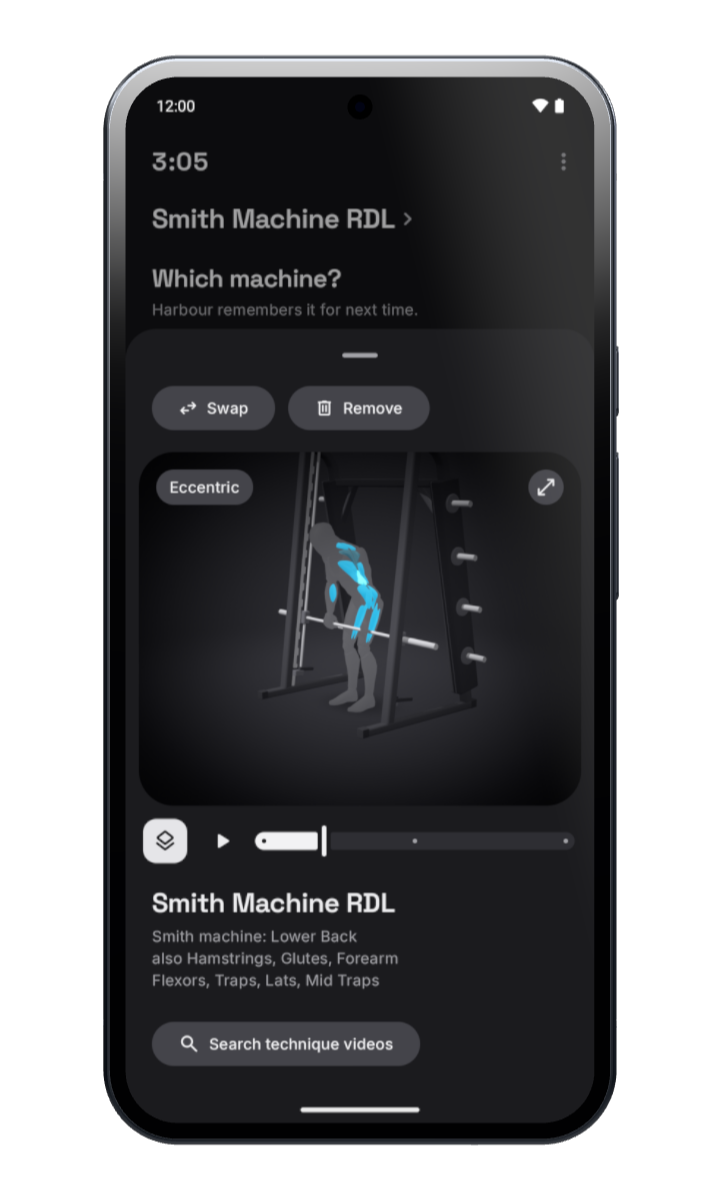 12:00
3:05
Smith Machine RDL
Which machine?
Harbour remembers it for next time.
Swap
Remove
Eccentric
Smith Machine RDL
Smith machine: Lower Back
also Hamstrings, Glutes, Forearm
Flexors, Traps, Lats, Mid Traps
Search technique videos